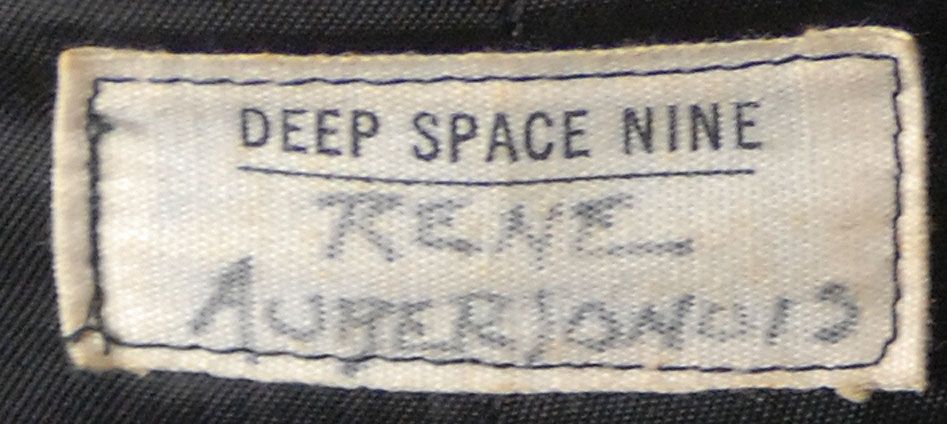 DEEP SPACE NINE
RENE
AUBERJONOIS